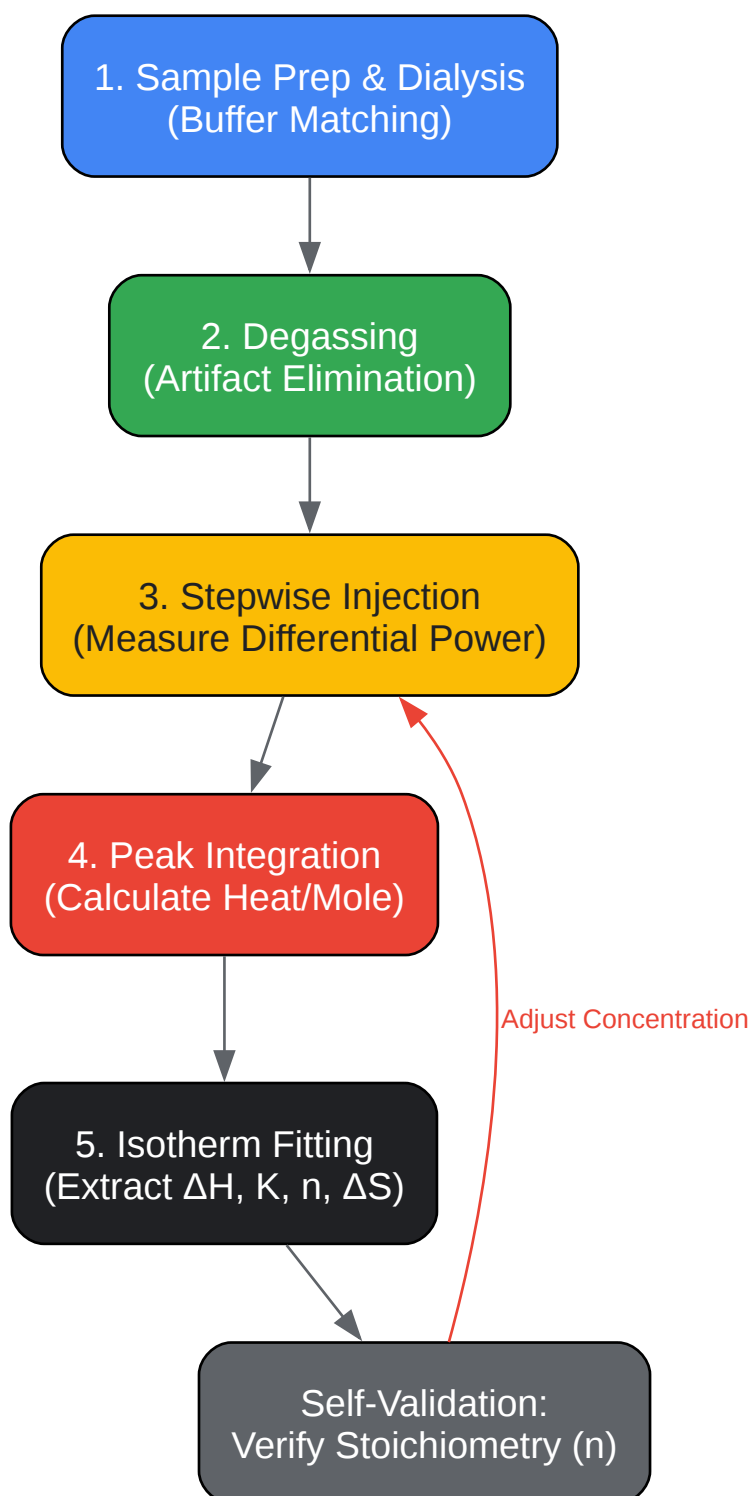 1. Sample Prep & Dialysis
(Buffer Matching)
2. Degassing
(Artifact Elimination)
3. Stepwise Injection
(Measure Differential Power)
4. Peak Integration
(Calculate Heat/Mole)
Adjust Concentration
5. Isotherm Fitting
(Extract ΔH, K, n, ΔS)
Self-Validation:
Verify Stoichiometry (n)